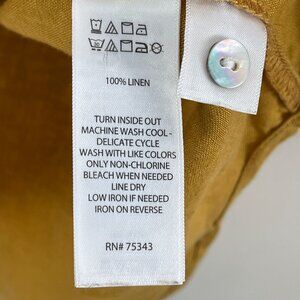 100% LINEN
TURN INSIDE OUT
MACHINE WASH COOL -
DELICATE CYCLE
WASH WITH LIKE COLORS
ONLY NON-CHLORINE
BLEACH WHEN NEEDED
LINE DRY
LOW IRON IF NEEDED
IRON ON REVERSE
RN# 75343